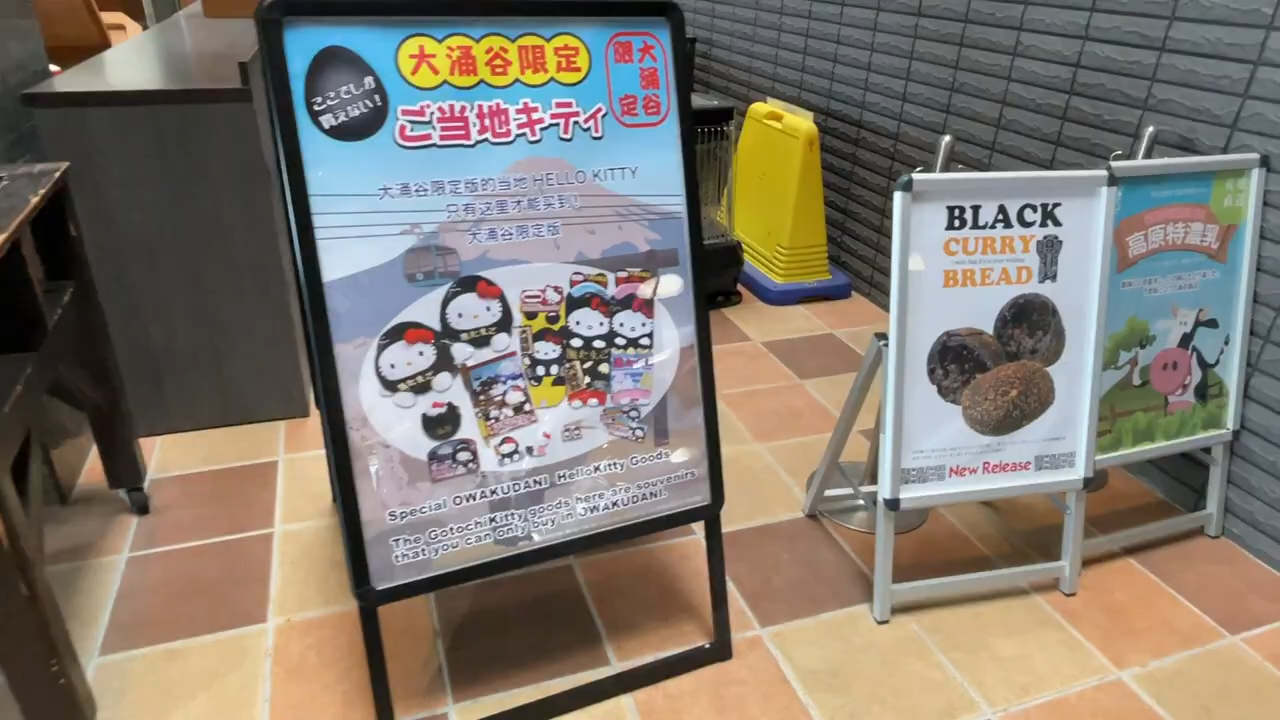 ここでしか
買えない!
大涌谷限定
大涌谷
限定
ご当地キティ
大涌谷限定版的当地 HELLO KITTY
只有这里才能买到!
大涌谷限定版
Special OWAKUDANI HelloKitty Goods
The GotochiKitty goods here are souvenirs
that you can only buy in OWAKUDANI.
BLACK
CURRY
BREAD
New Release
高原特濃乳